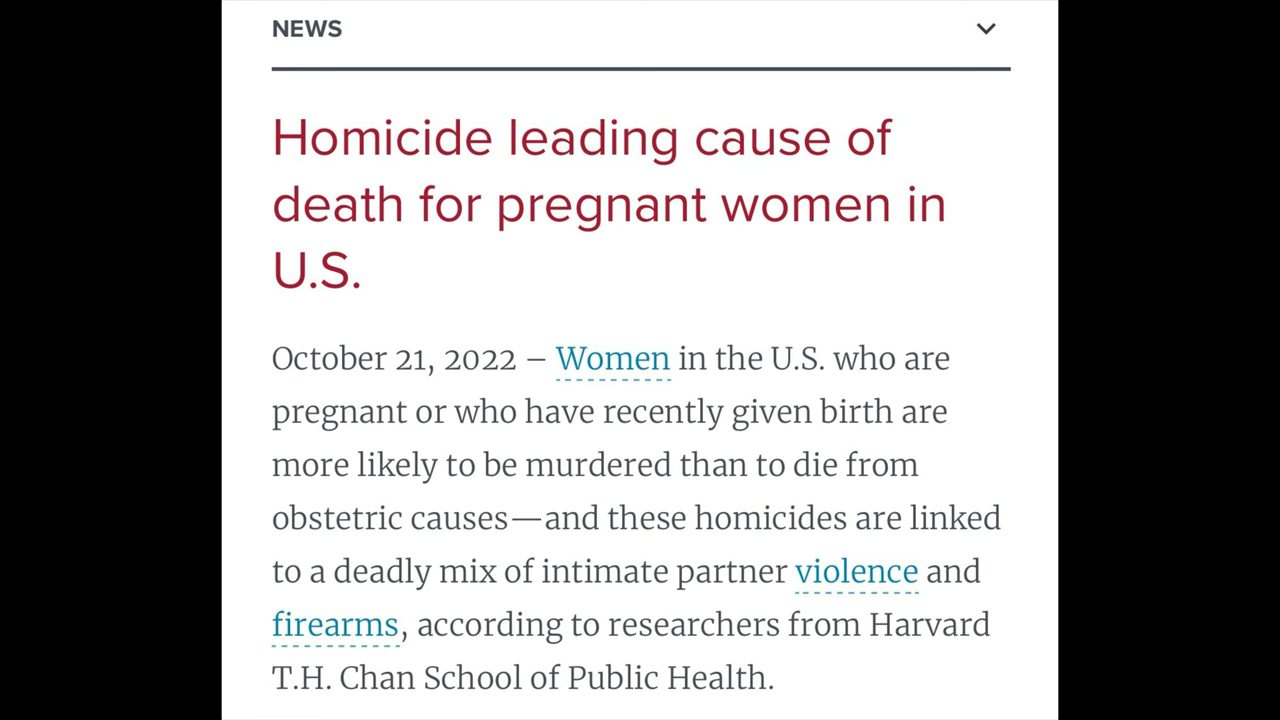 NEWS
Homicide leading cause of
death for pregnant women in
U.S.
October 21, 2022 – Women in the U.S. who are
pregnant or who have recently given birth are
more likely to be murdered than to die from
obstetric causes—and these homicides are linked
to a deadly mix of intimate partner violence and
firearms, according to researchers from Harvard
T.H. Chan School of Public Health.